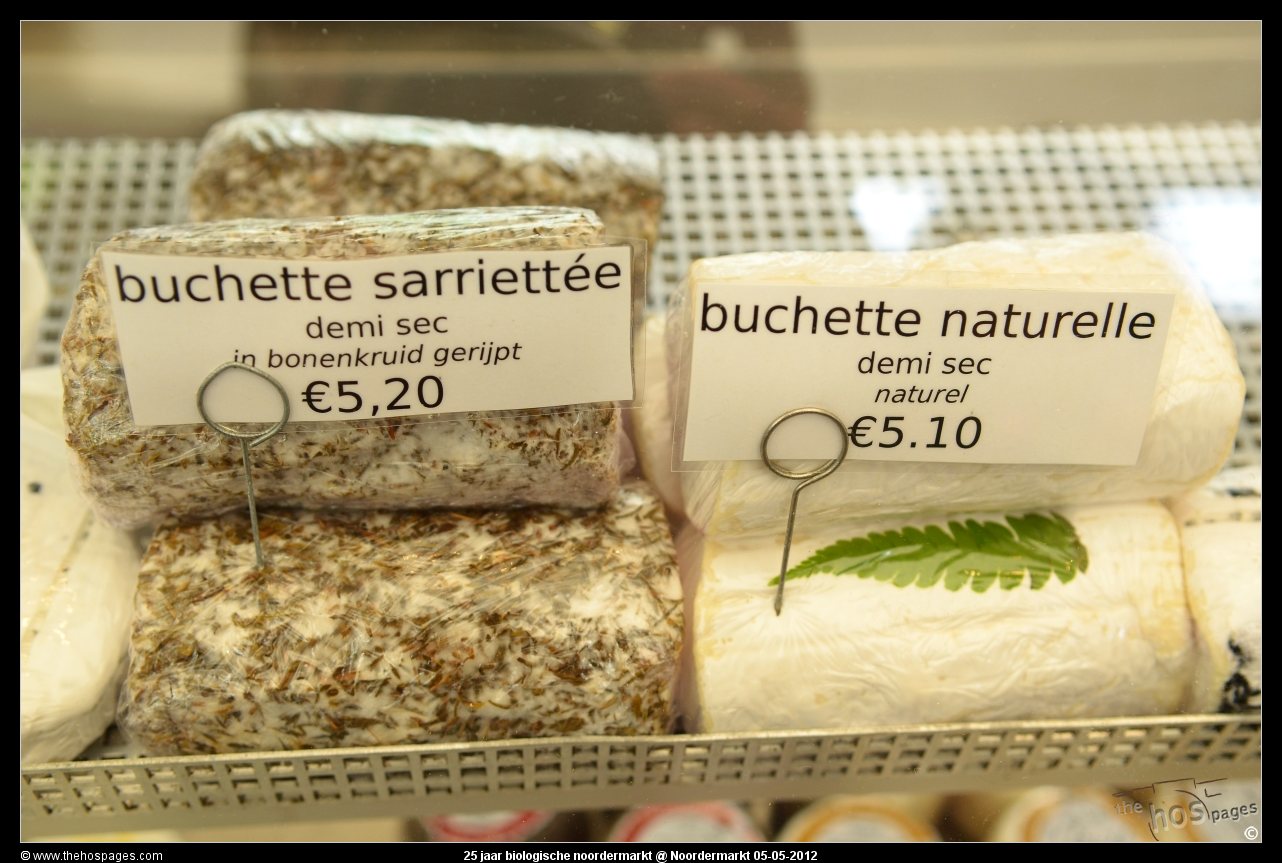 buchette sarriettée
demi sec
in bonenkruid gerijpt
€5,20
buchette naturelle
demi sec
naturel
€5.10
the hos pages
©
© www.thehospages.com
25 jaar biologische noordermarkt @ Noordermarkt 05-05-2012